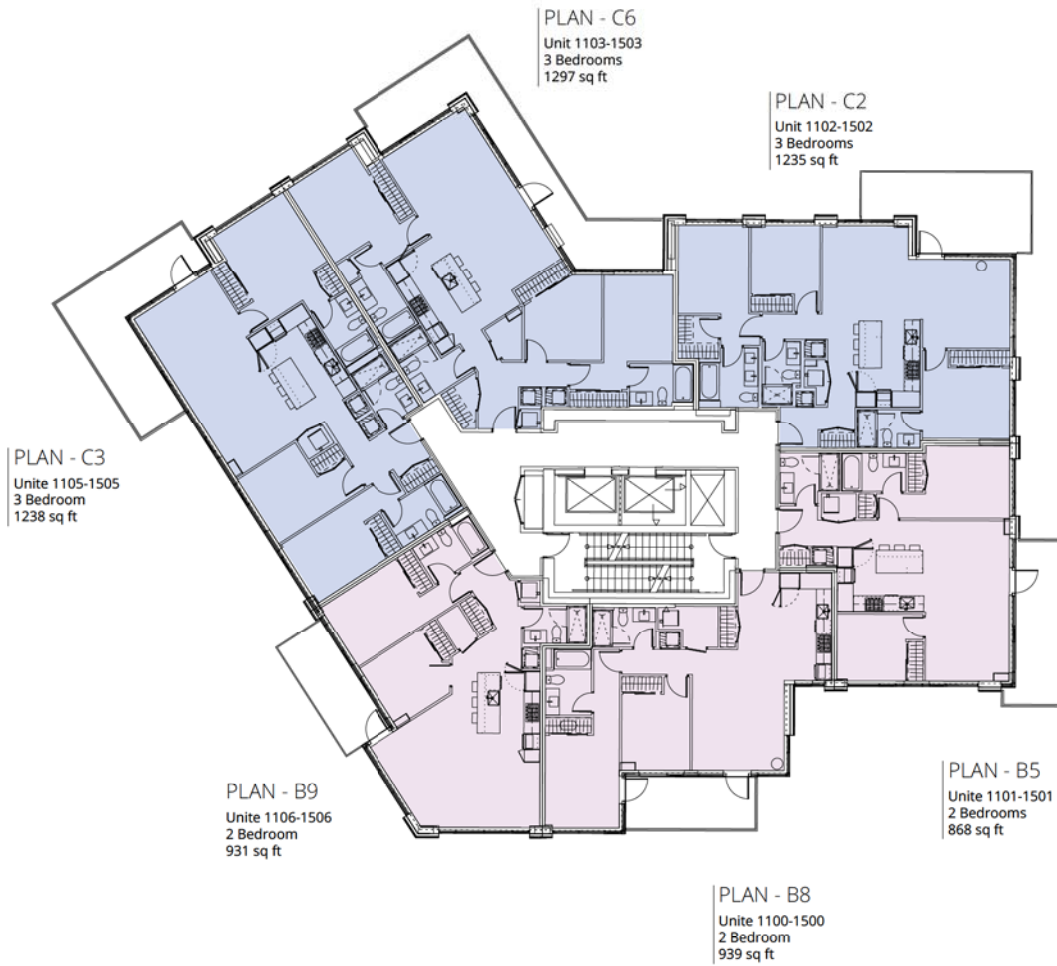 PLAN - C6
Unit 1103-1503
3 Bedrooms
1297 sq ft
PLAN - C2
Unit 1102-1502
3 Bedrooms
1235 sq ft
PLAN - C3
Unite 1105-1505
3 Bedroom
1238 sq ft
PLAN - B9
Unite 1106-1506
2 Bedroom
931 sq ft
PLAN - B5
Unite 1101-1501
2 Bedrooms
868 sq ft
PLAN - B8
Unite 1100-1500
2 Bedroom
939 sq ft